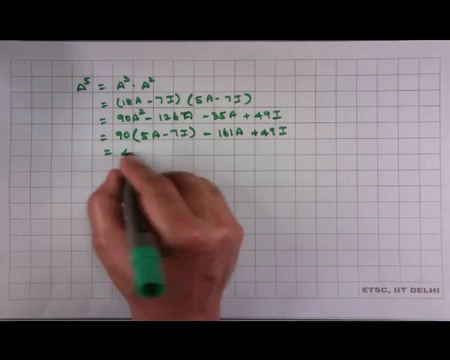 A⁵ = A³ · A²
= (18A − 7I) (5A − 7I)
= 90A² − 126A − 35A + 49I
= 90(5A − 7I) − 161A + 49I
= 4
ETSC, IIT DELHI